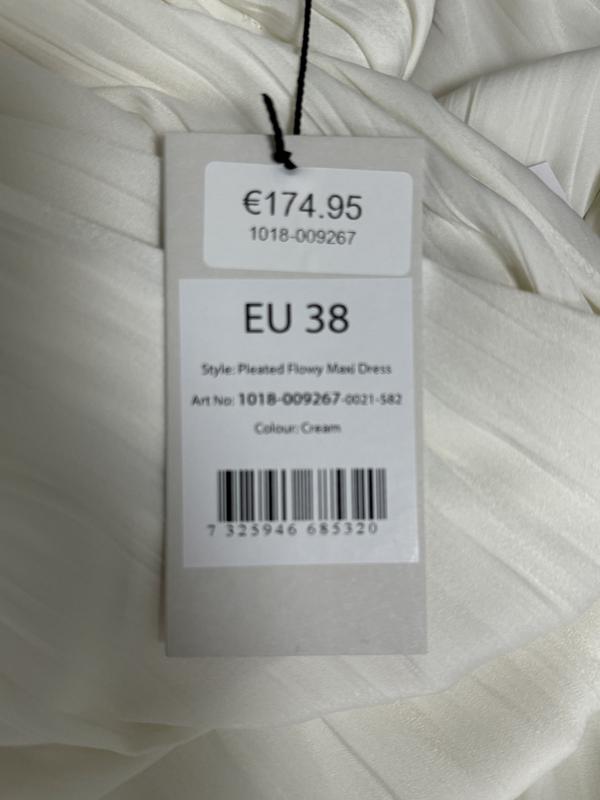 €174.95
1018-009267
EU 38
Style: Pleated Flowy Maxi Dress
Art No: 1018-009267-0021-582
Colour: Cream
7 325946 685320